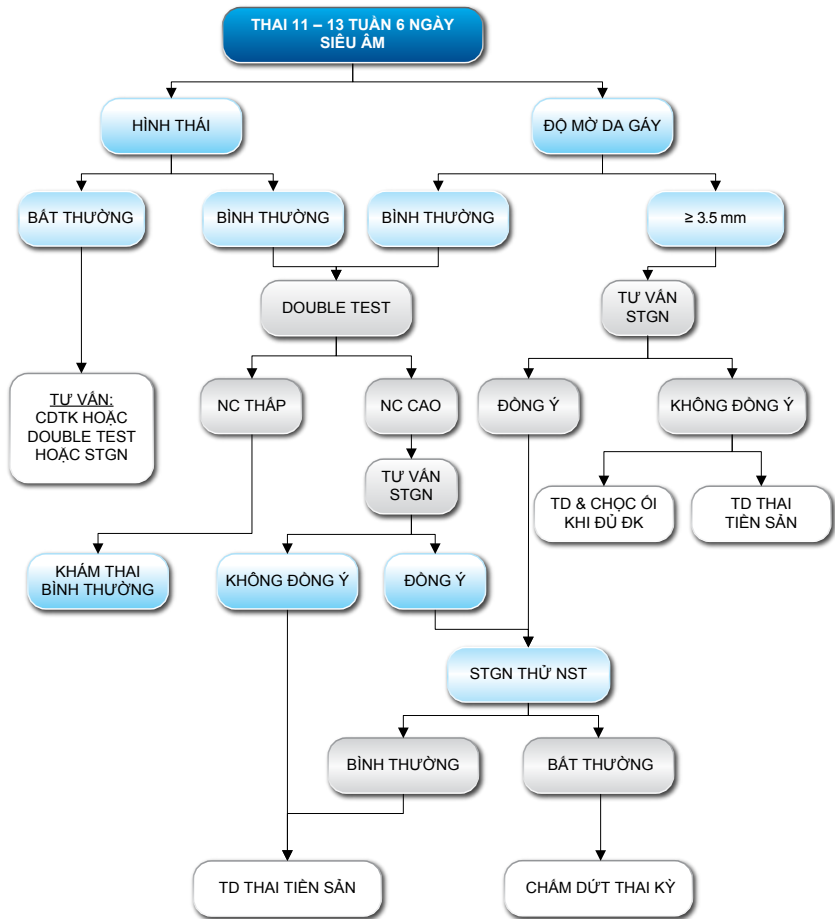 THAI 11 – 13 TUẦN 6 NGÀY
SIÊU ÂM
HÌNH THÁI
ĐỘ MỜ DA GÁY
BẤT THƯỜNG
BÌNH THƯỜNG
BÌNH THƯỜNG
≥ 3.5 mm
DOUBLE TEST
TƯ VẤN
STGN
TƯ VẤN:
CDTK HOẶC
DOUBLE TEST
HOẶC STGN
NC THẤP
NC CAO
ĐỒNG Ý
KHÔNG ĐỒNG Ý
TƯ VẤN
STGN
TD & CHỌC ỐI
KHI ĐỦ ĐK
TD THAI
TIỀN SẢN
KHÁM THAI
BÌNH THƯỜNG
KHÔNG ĐỒNG Ý
ĐỒNG Ý
STGN THỬ NST
BÌNH THƯỜNG
BẤT THƯỜNG
TD THAI TIỀN SẢN
CHẤM DỨT THAI KỲ